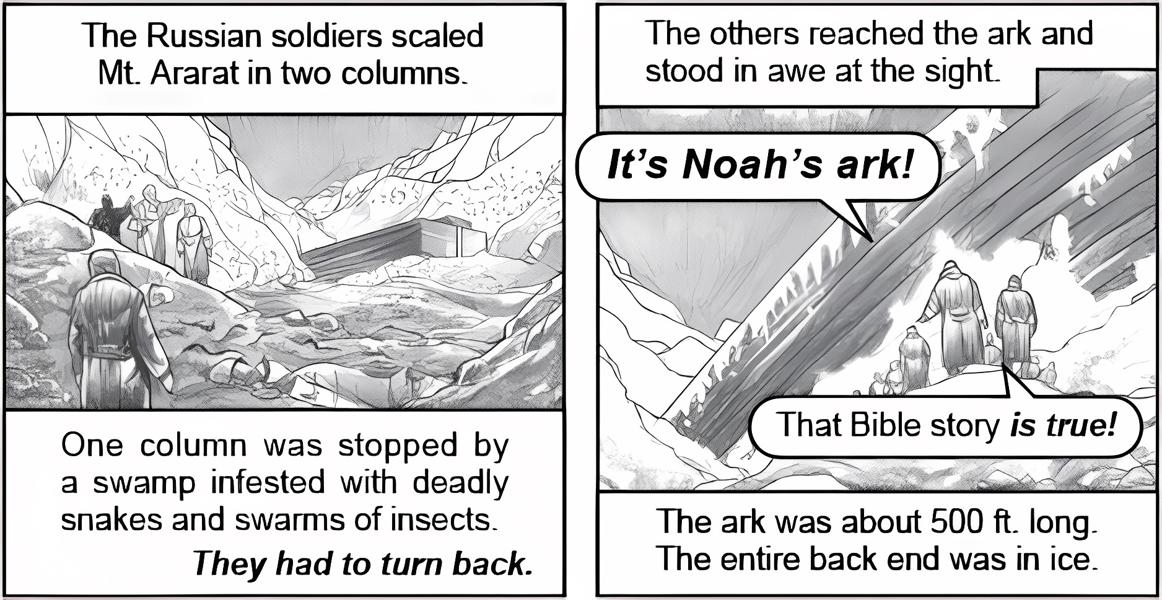 The Russian soldiers scaled
Mt. Ararat in two columns.
One column was stopped by
a swamp infested with deadly
snakes and swarms of insects.
They had to turn back.
The others reached the ark and
stood in awe at the sight.
It's Noah's ark!
That Bible story is true!
The ark was about 500 ft. long.
The entire back end was in ice.